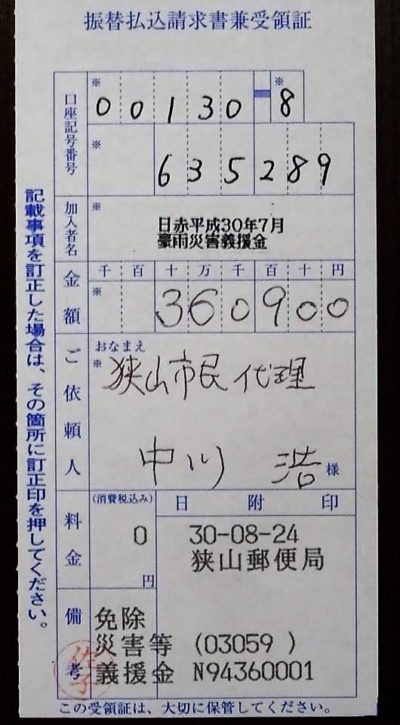 振替払込請求書兼受領証
口座記号番号
※
00130-8
※
※
635289
加入者名
※
日赤平成30年7月
豪雨災害義援金
金額
千百十万千百十円
※
360900
ご依頼人
おなまえ
※
狭山市民代理
中川 浩 様
料金
(消費税込み)
0
円
日附印
30-08-24
狭山郵便局
備考
免除
災害等 (03059 )
義援金 N94360001
この受領証は、大切に保管してください。
記載事項を訂正した場合は、その箇所に訂正印を押してください。